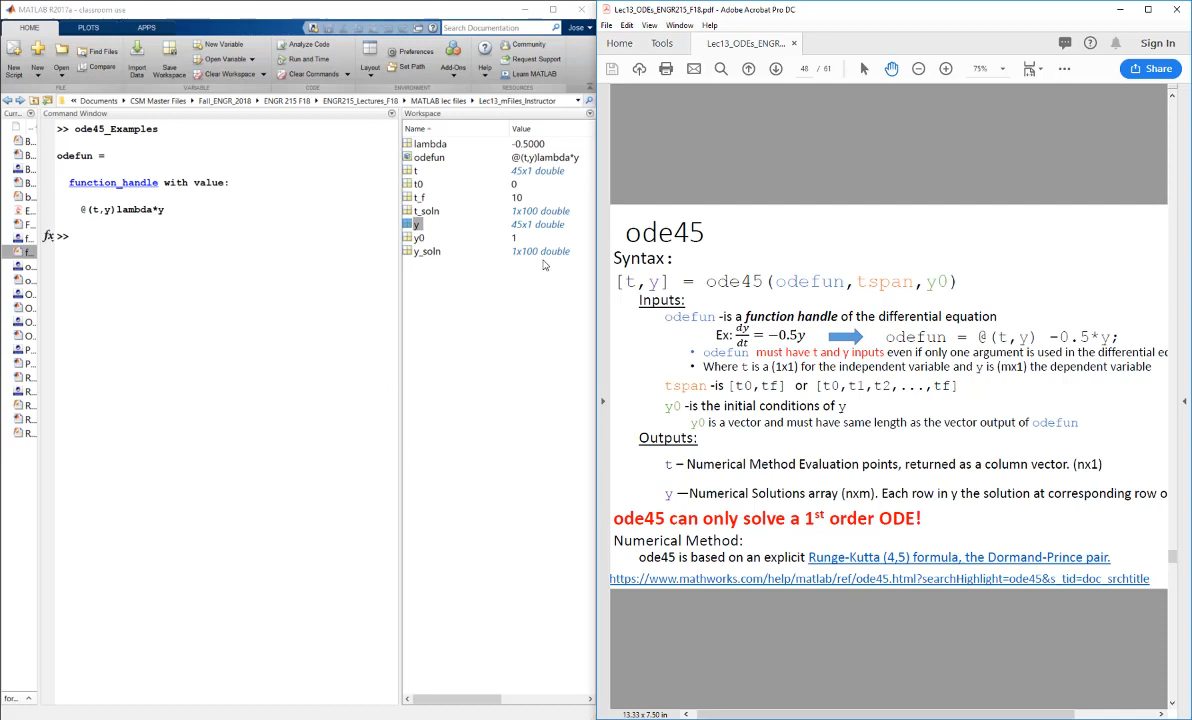 MATLAB R2017a - classroom use
HOME PLOTS APPS
Search Documentation
Jose
New Script
New
Open
Find Files
Compare
Import Data
Save Workspace
New Variable
Open Variable
Clear Workspace
Analyze Code
Run and Time
Clear Commands
Layout
Preferences
Set Path
Add-Ons
Help
Community
Request Support
Learn MATLAB
FILE VARIABLE CODE ENVIRONMENT RESOURCES
Documents CSM Master Files Fall_ENGR_2018 ENGR 215 F18 ENGR215_Lectures_F18 MATLAB lec files Lec13_mFiles_Instructor
Curr...
Command Window
>> ode45_Examples
odefun =
function_handle with value:
@(t,y)lambda*y
fx >>
Workspace
Name Value
lambda -0.5000
odefun @(t,y)lambda*y
t 45x1 double
t0 0
t_f 10
t_soln 1x100 double
y 45x1 double
y0 1
y_soln 1x100 double
for...
Lec13_ODEs_ENGR215_F18.pdf - Adobe Acrobat Pro DC
File Edit View Window Help
Home Tools Lec13_ODEs_ENGR... ×
Sign In
48 / 61
75%
Share
ode45
Syntax:
[t,y] = ode45(odefun,tspan,y0)
Inputs:
odefun -is a function handle of the differential equation
Ex: dy/dt = −0.5y odefun = @(t,y) -0.5*y;
• odefun must have t and y inputs even if only one argument is used in the differential eq
• Where t is a (1x1) for the independent variable and y is (mx1) the dependent variable
tspan -is [t0,tf] or [t0,t1,t2,...,tf]
y0 -is the initial conditions of y
y0 is a vector and must have same length as the vector output of odefun
Outputs:
t – Numerical Method Evaluation points, returned as a column vector. (nx1)
y —Numerical Solutions array (nxm). Each row in y the solution at corresponding row o
ode45 can only solve a 1st order ODE!
Numerical Method:
ode45 is based on an explicit Runge-Kutta (4,5) formula, the Dormand-Prince pair.
https://www.mathworks.com/help/matlab/ref/ode45.html?searchHighlight=ode45&s_tid=doc_srchtitle
13.33 x 7.50 in